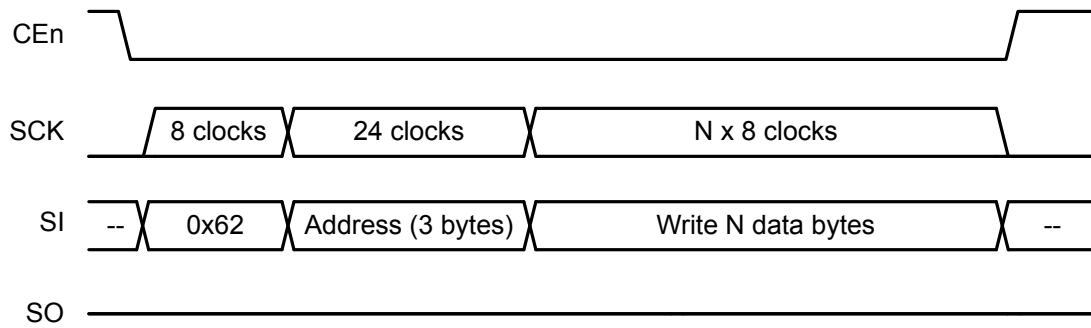 CEn
SCK 8 clocks 24 clocks N x 8 clocks
SI -- 0x62 Address (3 bytes) Write N data bytes --
SO